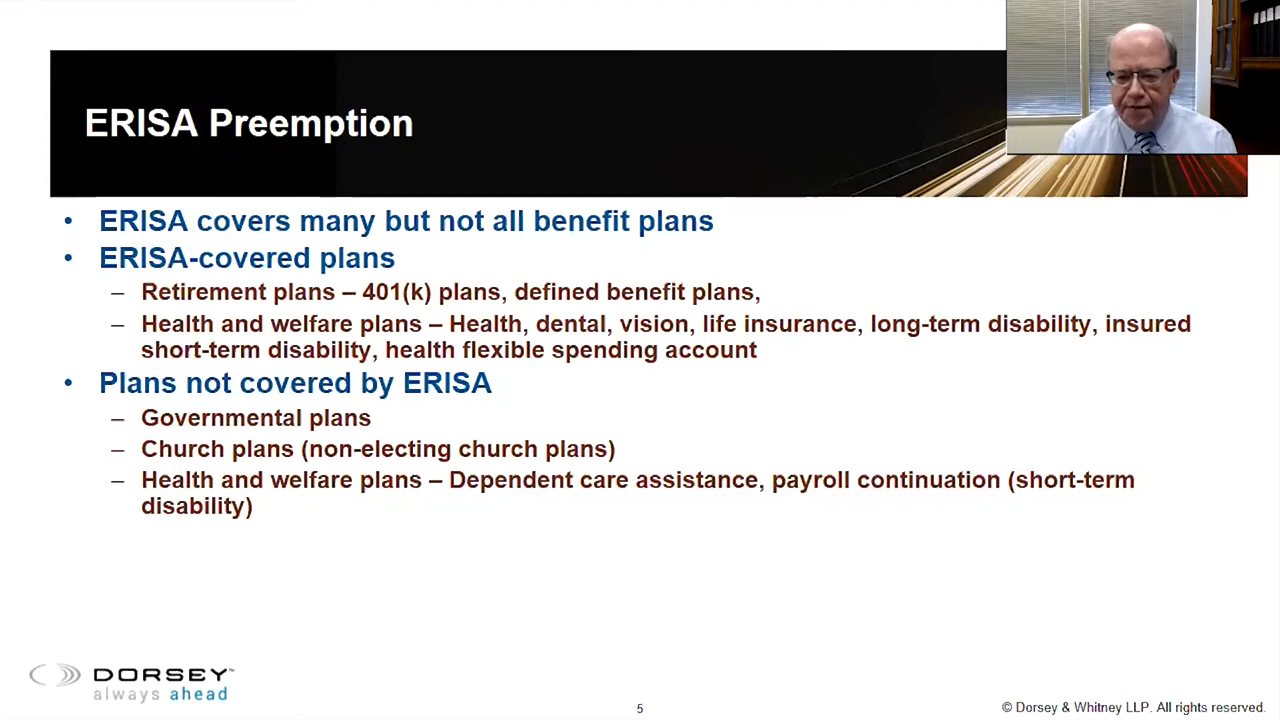 ERISA Preemption
• ERISA covers many but not all benefit plans
• ERISA-covered plans
– Retirement plans – 401(k) plans, defined benefit plans,
– Health and welfare plans – Health, dental, vision, life insurance, long-term disability, insured
short-term disability, health flexible spending account
• Plans not covered by ERISA
– Governmental plans
– Church plans (non-electing church plans)
– Health and welfare plans – Dependent care assistance, payroll continuation (short-term
disability)
DORSEY™
always ahead
5
© Dorsey & Whitney LLP. All rights reserved.